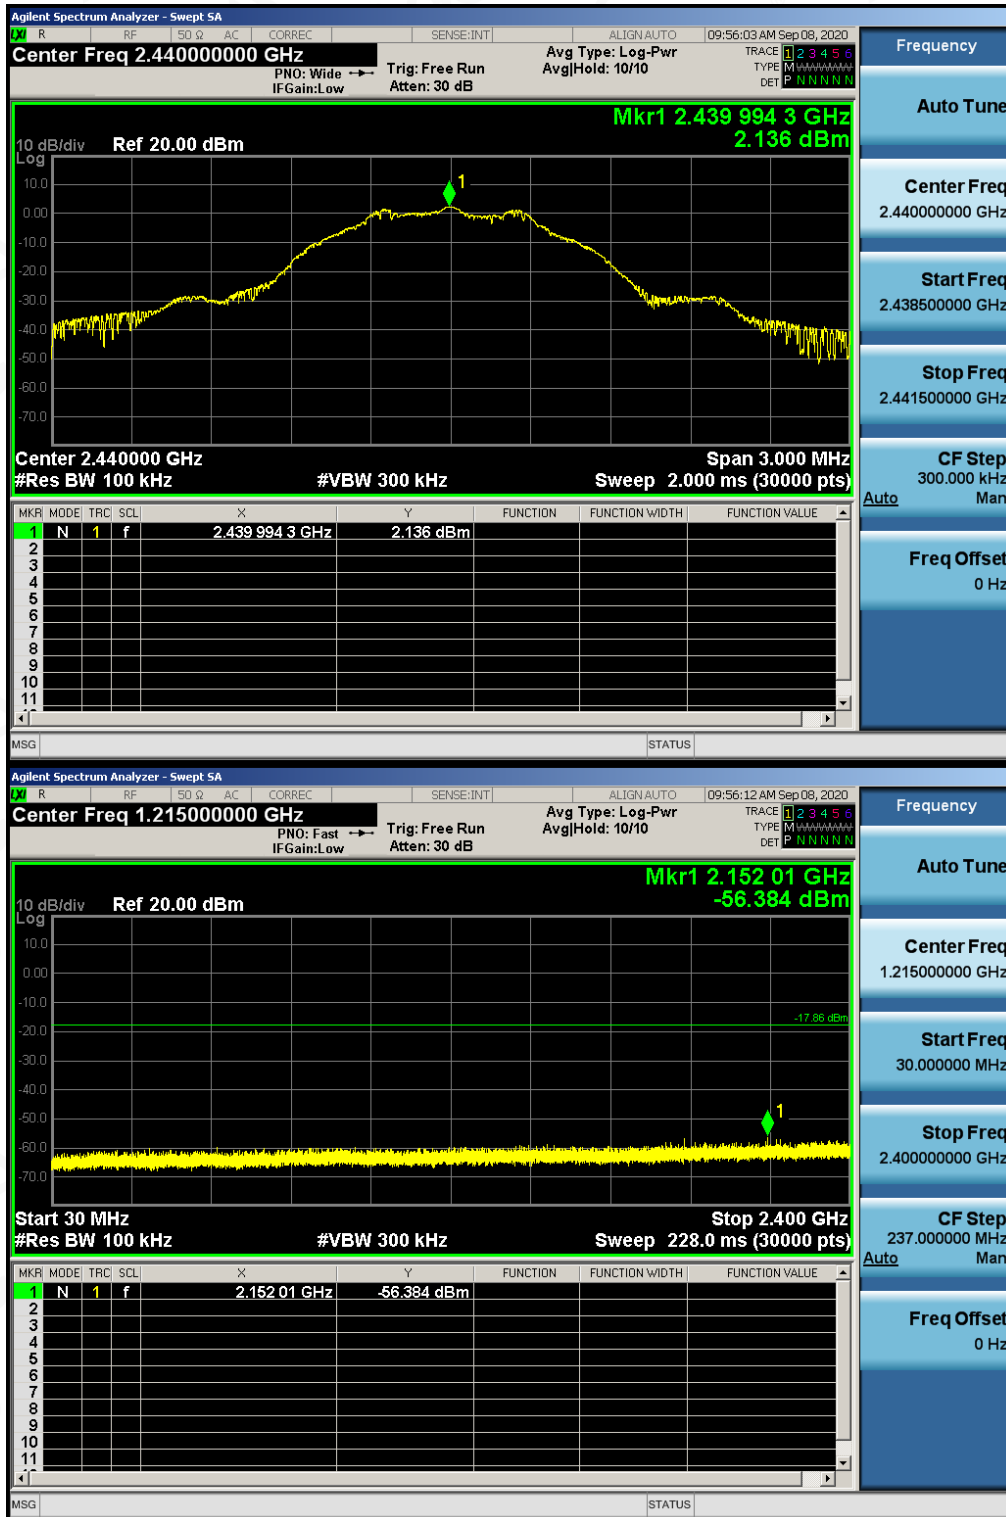 Agilent Spectrum Analyzer - Swept SA
LXI R RF 50 Ω AC CORREC SENSE:INT ALIGN AUTO 09:56:03 AM Sep 08, 2020
Center Freq 2.440000000 GHz
PNO: Wide
IFGain:Low
Trig: Free Run
Atten: 30 dB
Avg Type: Log-Pwr
Avg|Hold: 10/10
TRACE 1 2 3 4 5 6
TYPE M WWWWW
DET P N N N N N
Mkr1 2.439 994 3 GHz
2.136 dBm
10 dB/div Ref 20.00 dBm
Log
10.0
0.00
-10.0
-20.0
-30.0
-40.0
-50.0
-60.0
-70.0
1
Center 2.440000 GHz Span 3.000 MHz
#Res BW 100 kHz #VBW 300 kHz Sweep 2.000 ms (30000 pts)
MKR MODE TRC SCL X Y FUNCTION FUNCTION WIDTH FUNCTION VALUE
1 N 1 f 2.439 994 3 GHz 2.136 dBm
2
3
4
5
6
7
8
9
10
11
MSG STATUS
Frequency
Auto Tune
Center Freq
2.440000000 GHz
Start Freq
2.438500000 GHz
Stop Freq
2.441500000 GHz
CF Step
300.000 kHz
Auto Man
Freq Offset
0 Hz
Agilent Spectrum Analyzer - Swept SA
LXI R RF 50 Ω AC CORREC SENSE:INT ALIGN AUTO 09:56:12 AM Sep 08, 2020
Center Freq 1.215000000 GHz
PNO: Fast
IFGain:Low
Trig: Free Run
Atten: 30 dB
Avg Type: Log-Pwr
Avg|Hold: 10/10
TRACE 1 2 3 4 5 6
TYPE M WWWWW
DET P N N N N N
Mkr1 2.152 01 GHz
-56.384 dBm
10 dB/div Ref 20.00 dBm
Log
10.0
0.00
-10.0
-20.0
-30.0
-40.0
-50.0
-60.0
-70.0
-17.86 dBm
1
Start 30 MHz Stop 2.400 GHz
#Res BW 100 kHz #VBW 300 kHz Sweep 228.0 ms (30000 pts)
MKR MODE TRC SCL X Y FUNCTION FUNCTION WIDTH FUNCTION VALUE
1 N 1 f 2.152 01 GHz -56.384 dBm
2
3
4
5
6
7
8
9
10
11
MSG STATUS
Frequency
Auto Tune
Center Freq
1.215000000 GHz
Start Freq
30.000000 MHz
Stop Freq
2.400000000 GHz
CF Step
237.000000 MHz
Auto Man
Freq Offset
0 Hz